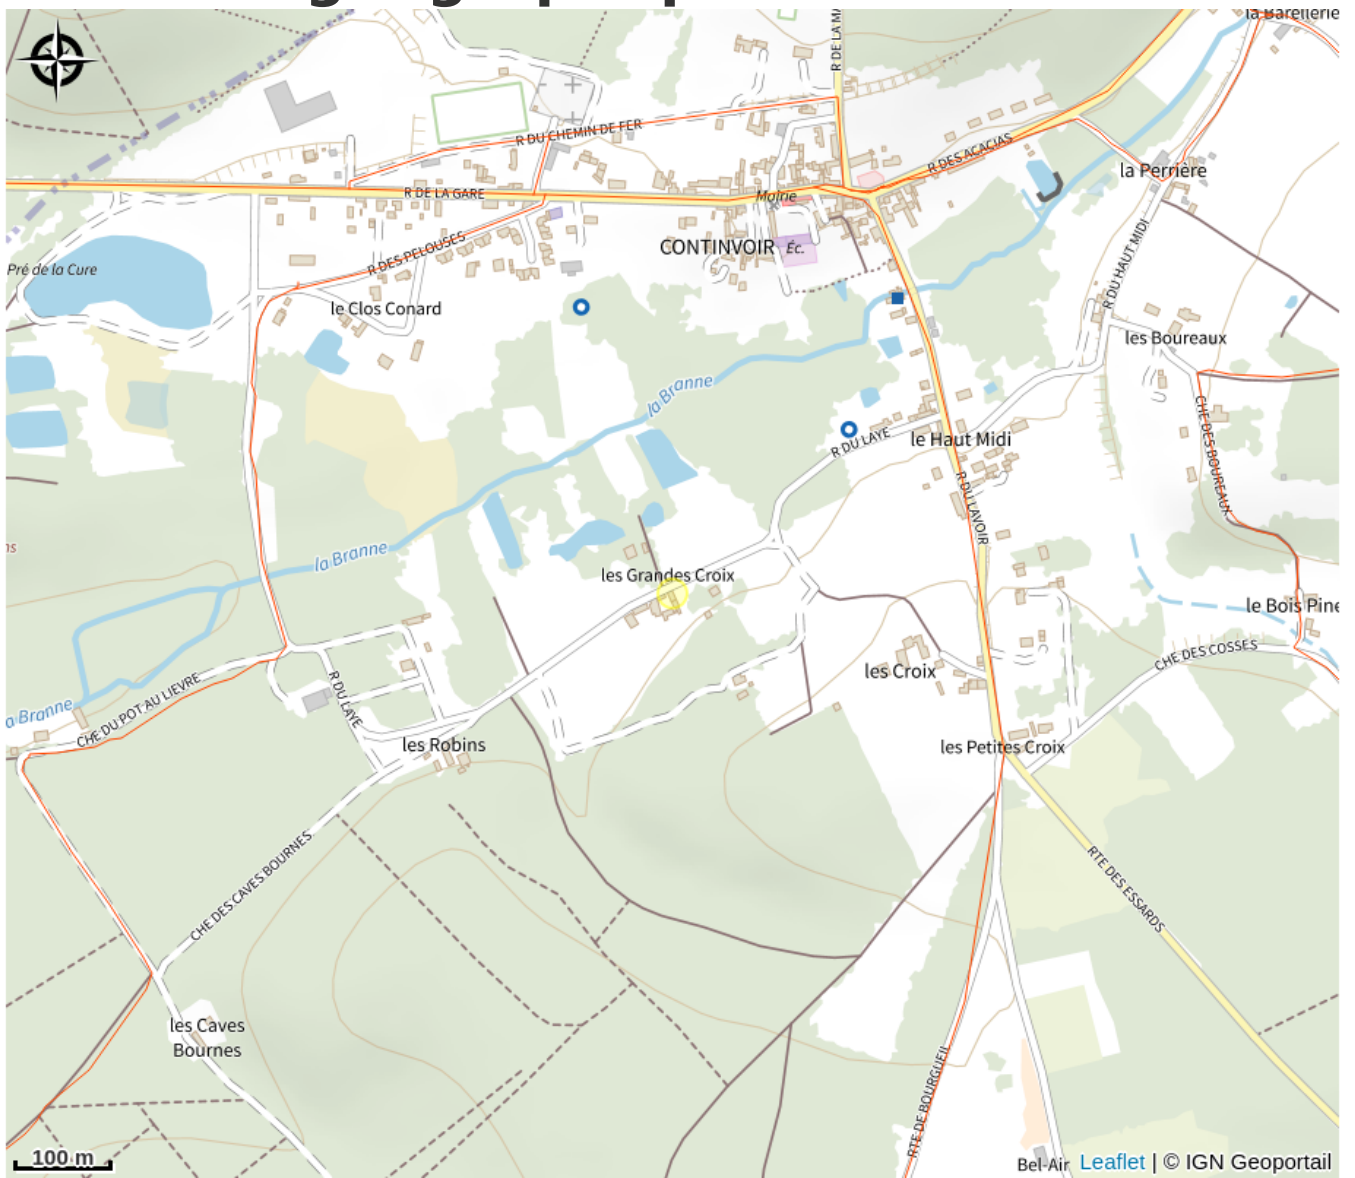 la Barellerie
R DE LA MA
R DU CHEMIN DE FER
R DES ACACIAS
la Perrière
R DE LA GARE
Mairie
CONTINVOIR
Éc.
R DES PELOUSES
Pré de la Cure
R DU HAUT MIDI
le Clos Conard
les Boureaux
la Branne
CHE DES BOUREAUX
R DU LAYE
le Haut Midi
R DU LAVOIR
la Branne
les Grandes Croix
le Bois Pine
CHE DES COSSES
les Croix
R DU LAYE
CHE DU POT AU LIEVRE
a Branne
les Robins
les Petites Croix
CHE DES CAVES BOURNES
RTE DES ESSARDS
les Caves
Bournes
RTE DE BOURGUEIL
Bel-Air
100 m
Leaflet | © IGN Geoportail